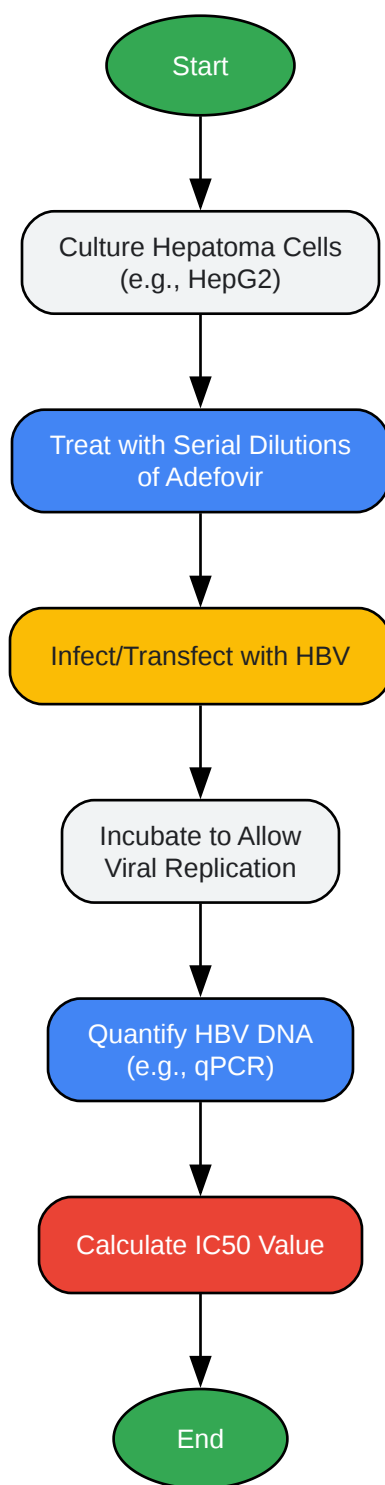 Start
Culture Hepatoma Cells
(e.g., HepG2)
Treat with Serial Dilutions
of Adefovir
Infect/Transfect with HBV
Incubate to Allow
Viral Replication
Quantify HBV DNA
(e.g., qPCR)
Calculate IC50 Value
End